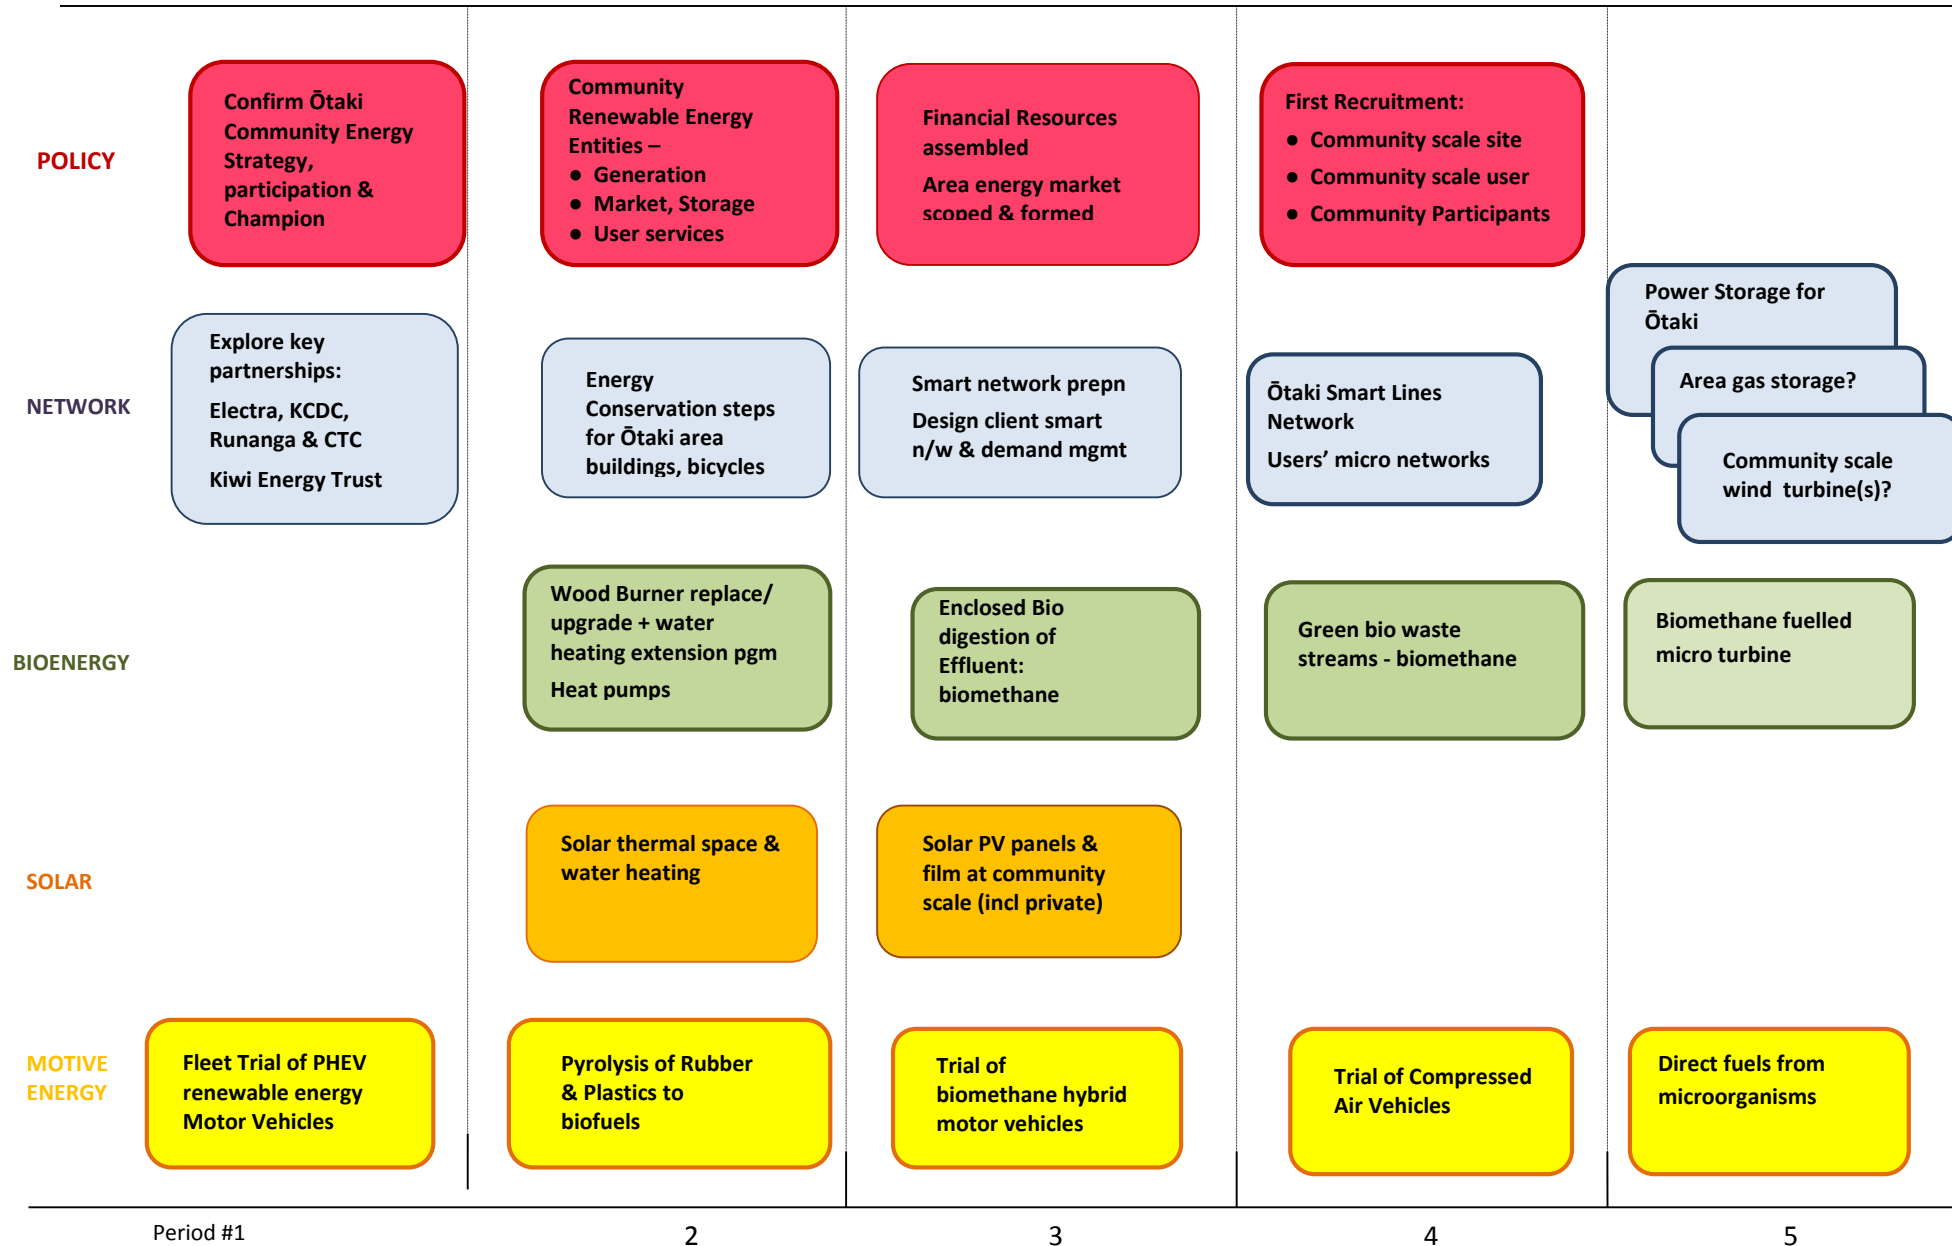 POLICY
Confirm Ōtaki
Community Energy
Strategy,
participation &
Champion
Community
Renewable Energy
Entities –
● Generation
● Market, Storage
● User services
Financial Resources
assembled
Area energy market
scoped & formed
First Recruitment:
● Community scale site
● Community scale user
● Community Participants
NETWORK
Explore key
partnerships:
Electra, KCDC,
Runanga & CTC
Kiwi Energy Trust
Energy
Conservation steps
for Ōtaki area
buildings, bicycles
Smart network prepn
Design client smart
n/w & demand mgmt
Ōtaki Smart Lines
Network
Users’ micro networks
Power Storage for
Ōtaki
Area gas storage?
Community scale
wind turbine(s)?
BIOENERGY
Wood Burner replace/
upgrade + water
heating extension pgm
Heat pumps
Enclosed Bio
digestion of
Effluent:
biomethane
Green bio waste
streams - biomethane
Biomethane fuelled
micro turbine
SOLAR
Solar thermal space &
water heating
Solar PV panels &
film at community
scale (incl private)
MOTIVE
ENERGY
Fleet Trial of PHEV
renewable energy
Motor Vehicles
Pyrolysis of Rubber
& Plastics to
biofuels
Trial of
biomethane hybrid
motor vehicles
Trial of Compressed
Air Vehicles
Direct fuels from
microorganisms
Period #1
2
3
4
5